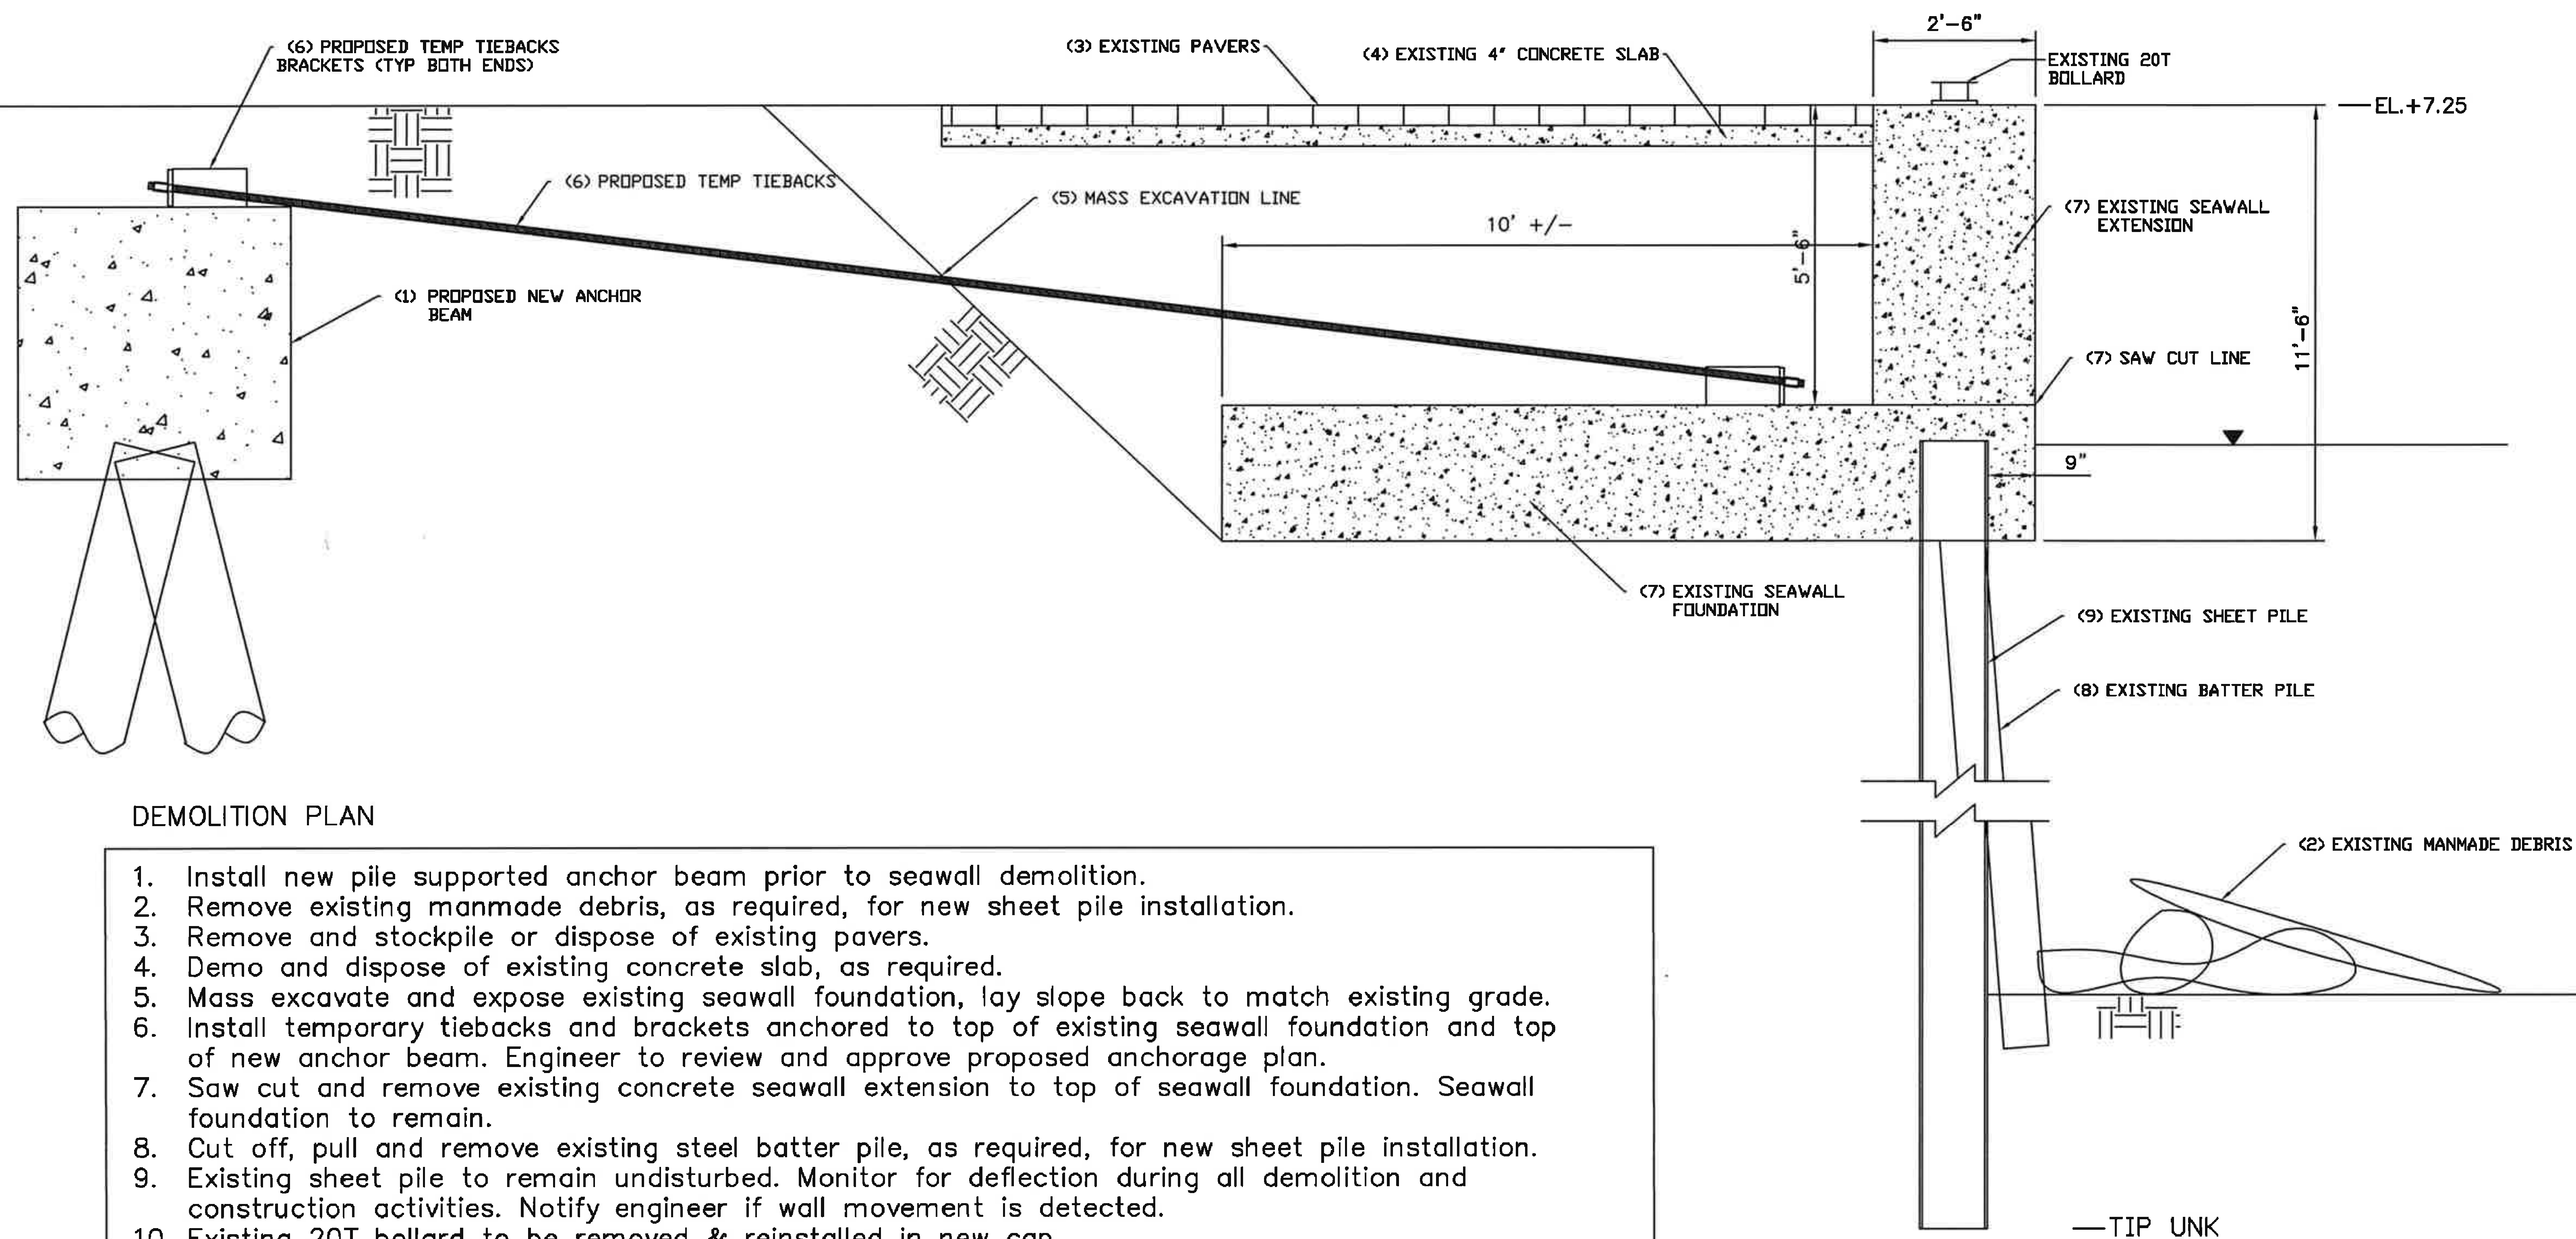 2'-6"
(6) PROPOSED TEMP TIEBACKS
BRACKETS (TYP BOTH ENDS)
(3) EXISTING PAVERS
(4) EXISTING 4" CONCRETE SLAB
EXISTING 20T
BOLLARD
EL.+7.25
(6) PROPOSED TEMP TIEBACKS
(5) MASS EXCAVATION LINE
10' +/-
5'-6"
(7) EXISTING SEAWALL
EXTENSION
(1) PROPOSED NEW ANCHOR
BEAM
11'-6"
(7) SAW CUT LINE
9"
(7) EXISTING SEAWALL
FOUNDATION
(9) EXISTING SHEET PILE
(8) EXISTING BATTER PILE
(2) EXISTING MANMADE DEBRIS
DEMOLITION PLAN
1. Install new pile supported anchor beam prior to seawall demolition.
2. Remove existing manmade debris, as required, for new sheet pile installation.
3. Remove and stockpile or dispose of existing pavers.
4. Demo and dispose of existing concrete slab, as required.
5. Mass excavate and expose existing seawall foundation, lay slope back to match existing grade.
6. Install temporary tiebacks and brackets anchored to top of existing seawall foundation and top
of new anchor beam. Engineer to review and approve proposed anchorage plan.
7. Saw cut and remove existing concrete seawall extension to top of seawall foundation. Seawall
foundation to remain.
8. Cut off, pull and remove existing steel batter pile, as required, for new sheet pile installation.
9. Existing sheet pile to remain undisturbed. Monitor for deflection during all demolition and
construction activities. Notify engineer if wall movement is detected.
10. Existing 20T bollard to be removed & reinstalled in new cap
TIP UNK